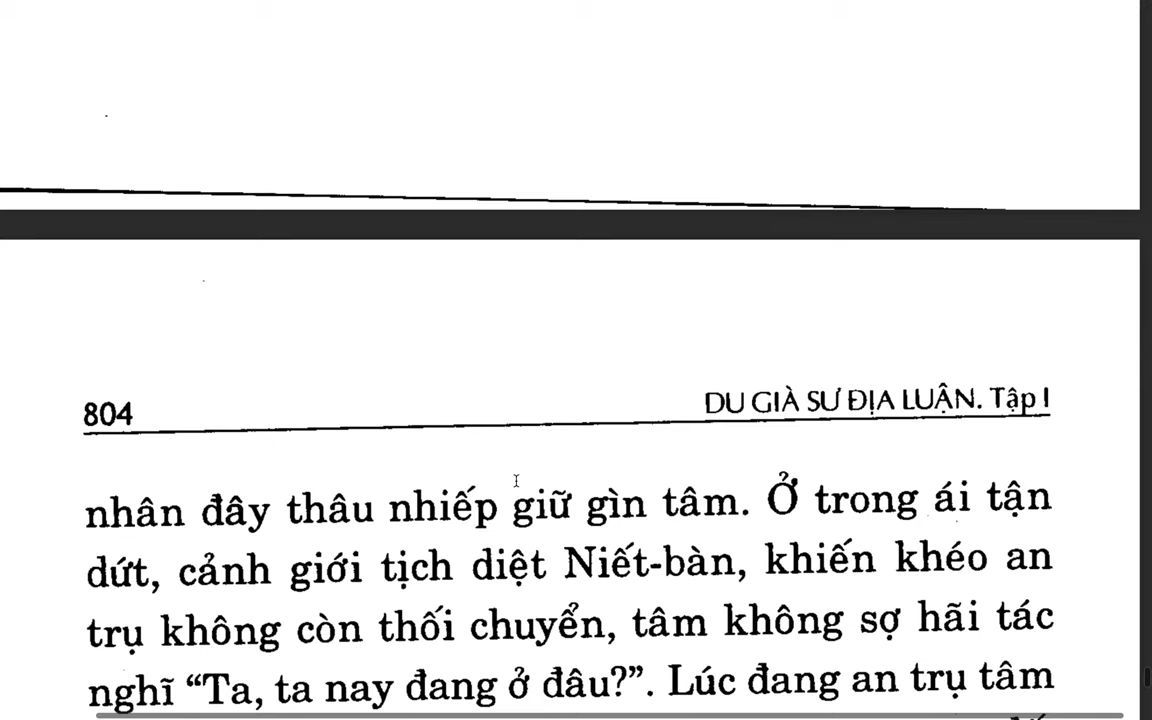 804
DU GIÀ SƯ ĐỊA LUẬN. Tập I
nhân đây thâu nhiếp giữ gìn tâm. Ở trong ái tận
dứt, cảnh giới tịch diệt Niết-bàn, khiến khéo an
trụ không còn thối chuyển, tâm không sợ hãi tác
nghĩ “Ta, ta nay đang ở đâu?”. Lúc đang an trụ tâm